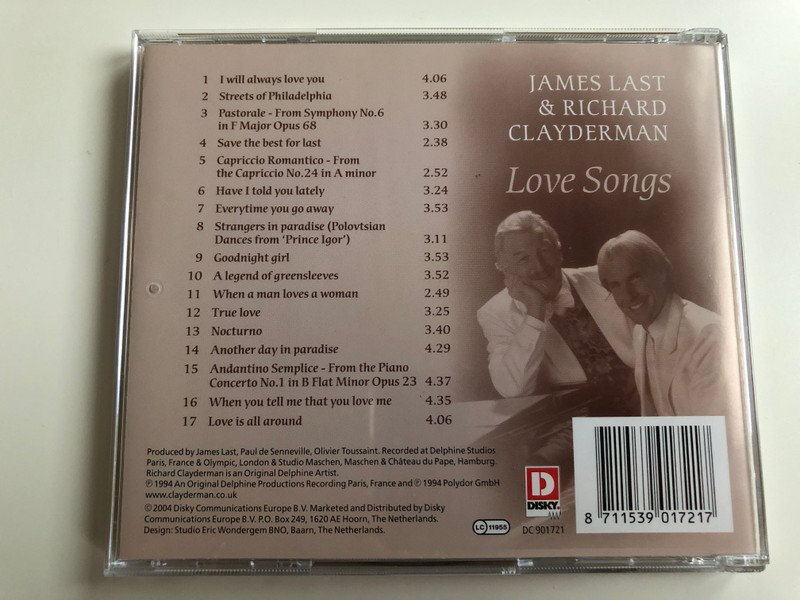 1 I will always love you 4.06
2 Streets of Philadelphia 3.48
3 Pastorale - From Symphony No.6
in F Major Opus 68 3.30
4 Save the best for last 2.38
5 Capriccio Romantico - From
the Capriccio No.24 in A minor 2.52
6 Have I told you lately 3.24
7 Everytime you go away 3.53
8 Strangers in paradise (Polovtsian
Dances from ‘Prince Igor’) 3.11
9 Goodnight girl 3.53
10 A legend of greensleeves 3.52
11 When a man loves a woman 2.49
12 True love 3.25
13 Nocturno 3.40
14 Another day in paradise 4.29
15 Andantino Semplice - From the Piano
Concerto No.1 in B Flat Minor Opus 23 4.37
16 When you tell me that you love me 4.35
17 Love is all around 4.06
JAMES LAST
& RICHARD
CLAYDERMAN
Love Songs
Produced by James Last, Paul de Senneville, Olivier Toussaint. Recorded at Delphine Studios
Paris, France & Olympic, London & Studio Maschen, Maschen & Château du Pape, Hamburg.
Richard Clayderman is an Original Delphine Artist.
℗ 1994 An Original Delphine Productions Recording Paris, France and ℗ 1994 Polydor GmbH
www.clayderman.co.uk
© 2004 Disky Communications Europe B.V. Marketed and Distributed by Disky
Communications Europe B.V. P.O. Box 249, 1620 AE Hoorn, The Netherlands.
Design: Studio Eric Wondergem BNO, Baarn, The Netherlands.
LC 11955
D
DISKY
DC 901721
8 711539 017217